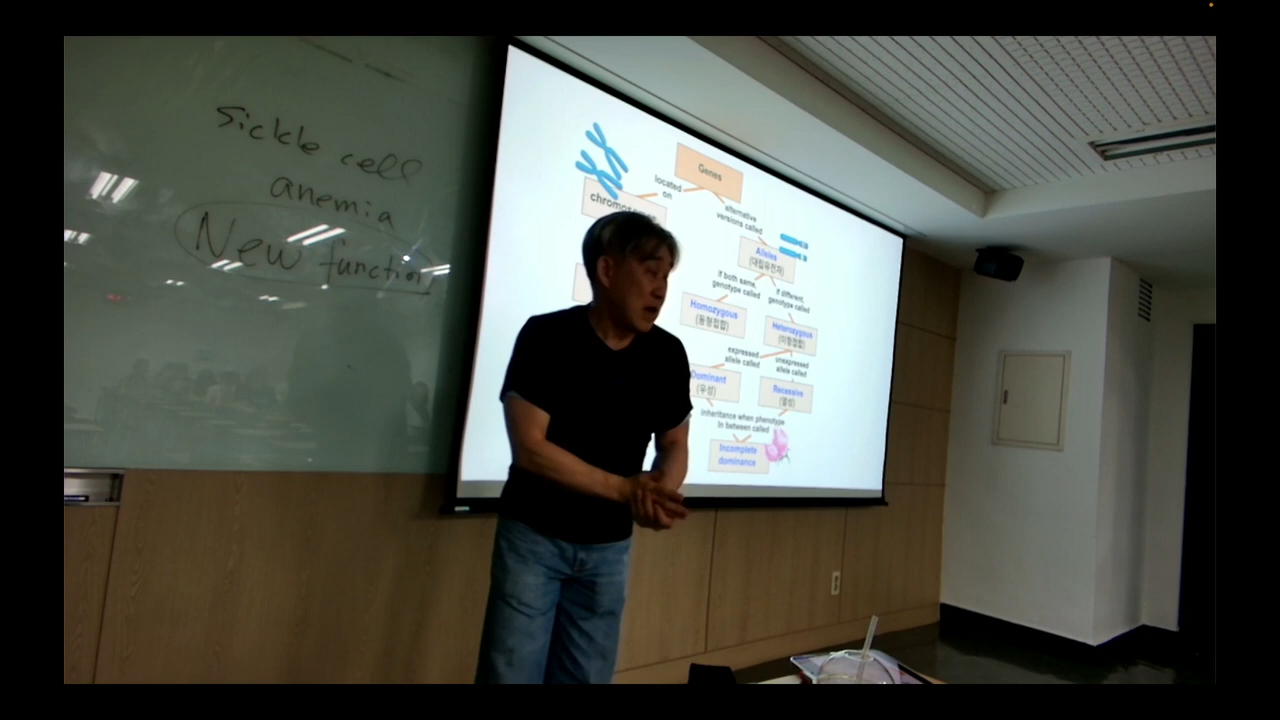 Sickle cell
anemia
New function
Genes
located
on
alternative
versions called
Alleles
(대립유전자)
if both same,
genotype called
if different,
genotype called
Homozygous
(동형접합)
Heterozygous
(이형접합)
expressed
allele called
unexpressed
allele called
Dominant
(우성)
Recessive
(열성)
inheritance when phenotype
In between called
Incomplete
dominance